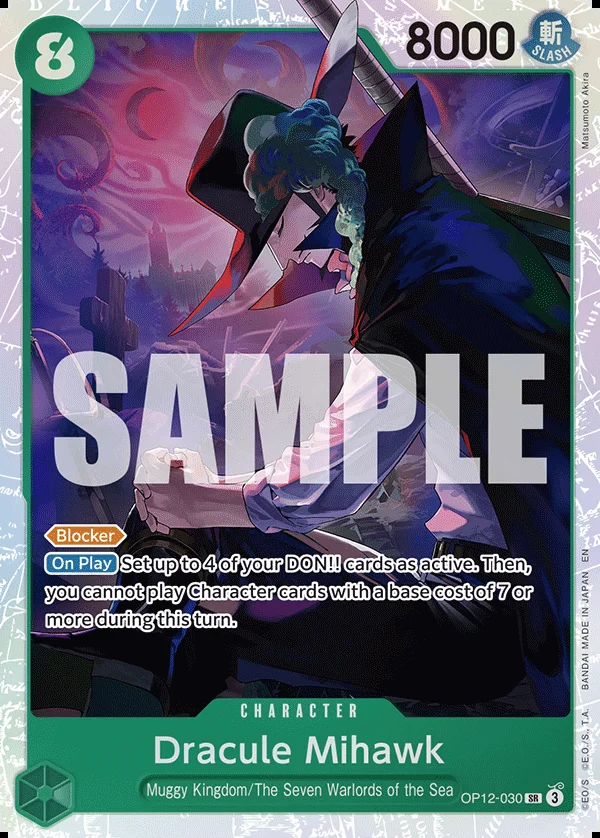 8
8000
斬
SLASH
Matsumoto Akira
SAMPLE
Blocker
On Play Set up to 4 of your DON!! cards as active. Then,
you cannot play Character cards with a base cost of 7 or
more during this turn.
CHARACTER
Dracule Mihawk
Muggy Kingdom/The Seven Warlords of the Sea
OP12-030 SR 3
©EO/S ©E.O./S., T.A. BANDAI MADE IN JAPAN EN